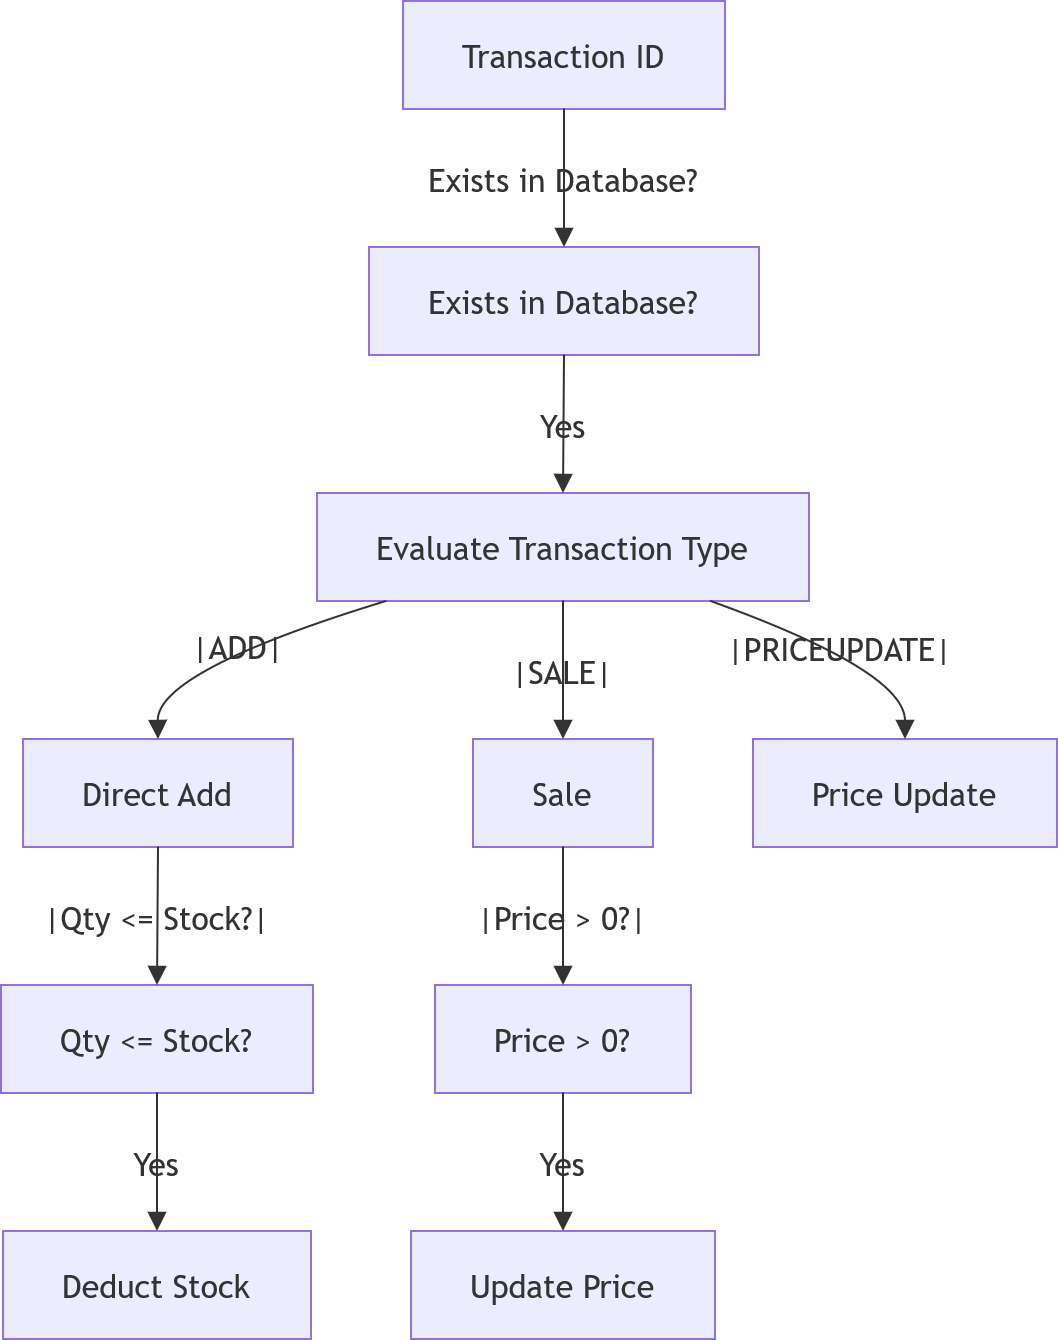 Transaction ID
Exists in Database?
Exists in Database?
Yes
Evaluate Transaction Type
|ADD|
|SALE|
|PRICEUPDATE|
Direct Add
Sale
Price Update
|Qty <= Stock?|
|Price > 0?|
Qty <= Stock?
Price > 0?
Yes
Yes
Deduct Stock
Update Price